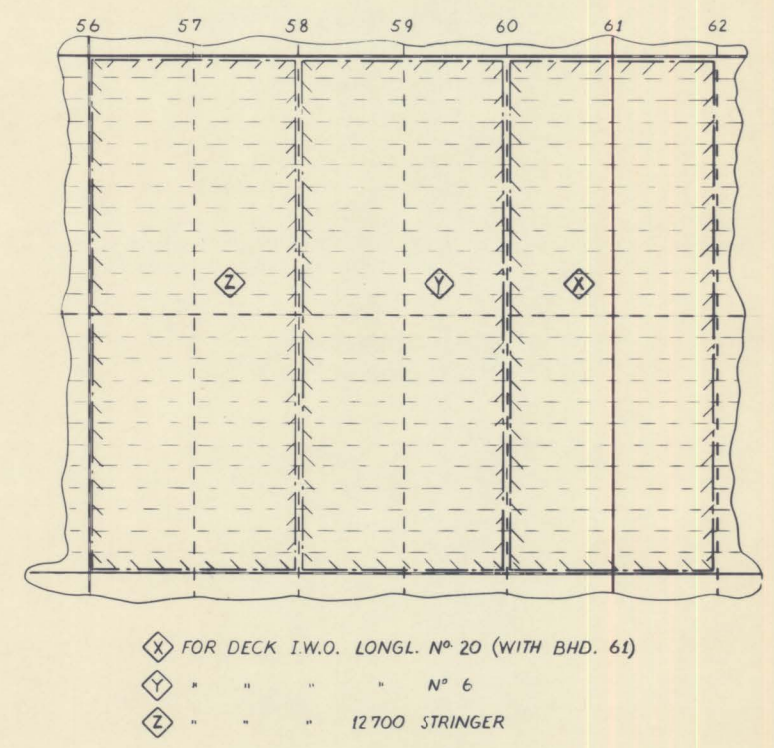 56 57 58 59 60 61 62
Z Y X
X FOR DECK I.W.O. LONGL. Nº 20 (WITH BHD. 61)
Y " " " " Nº 6
Z " " " 12700 STRINGER